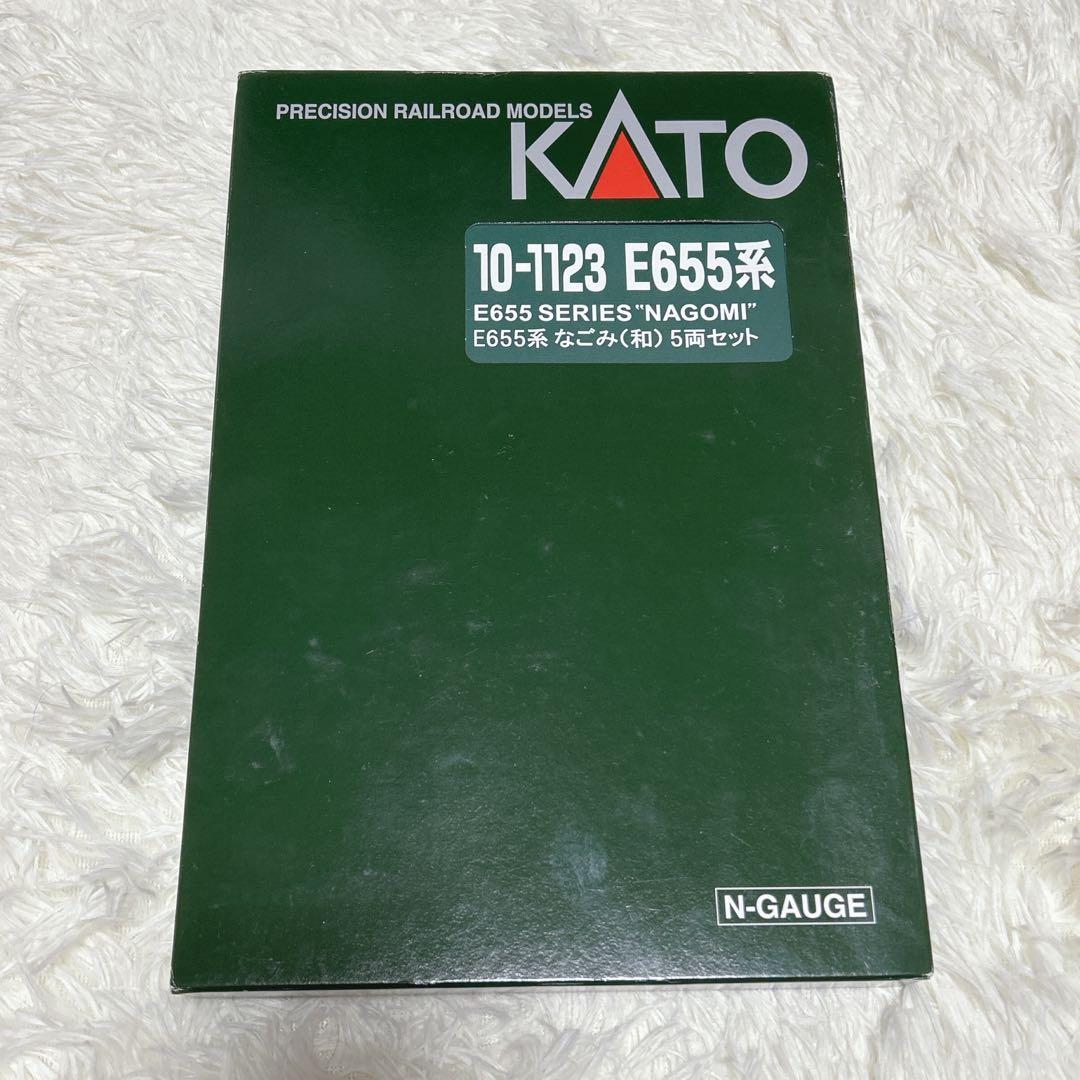 PRECISION RAILROAD MODELS
KATO
10-1123 E655系
E655 SERIES "NAGOMI"
E655系 なごみ(和) 5両セット
N-GAUGE